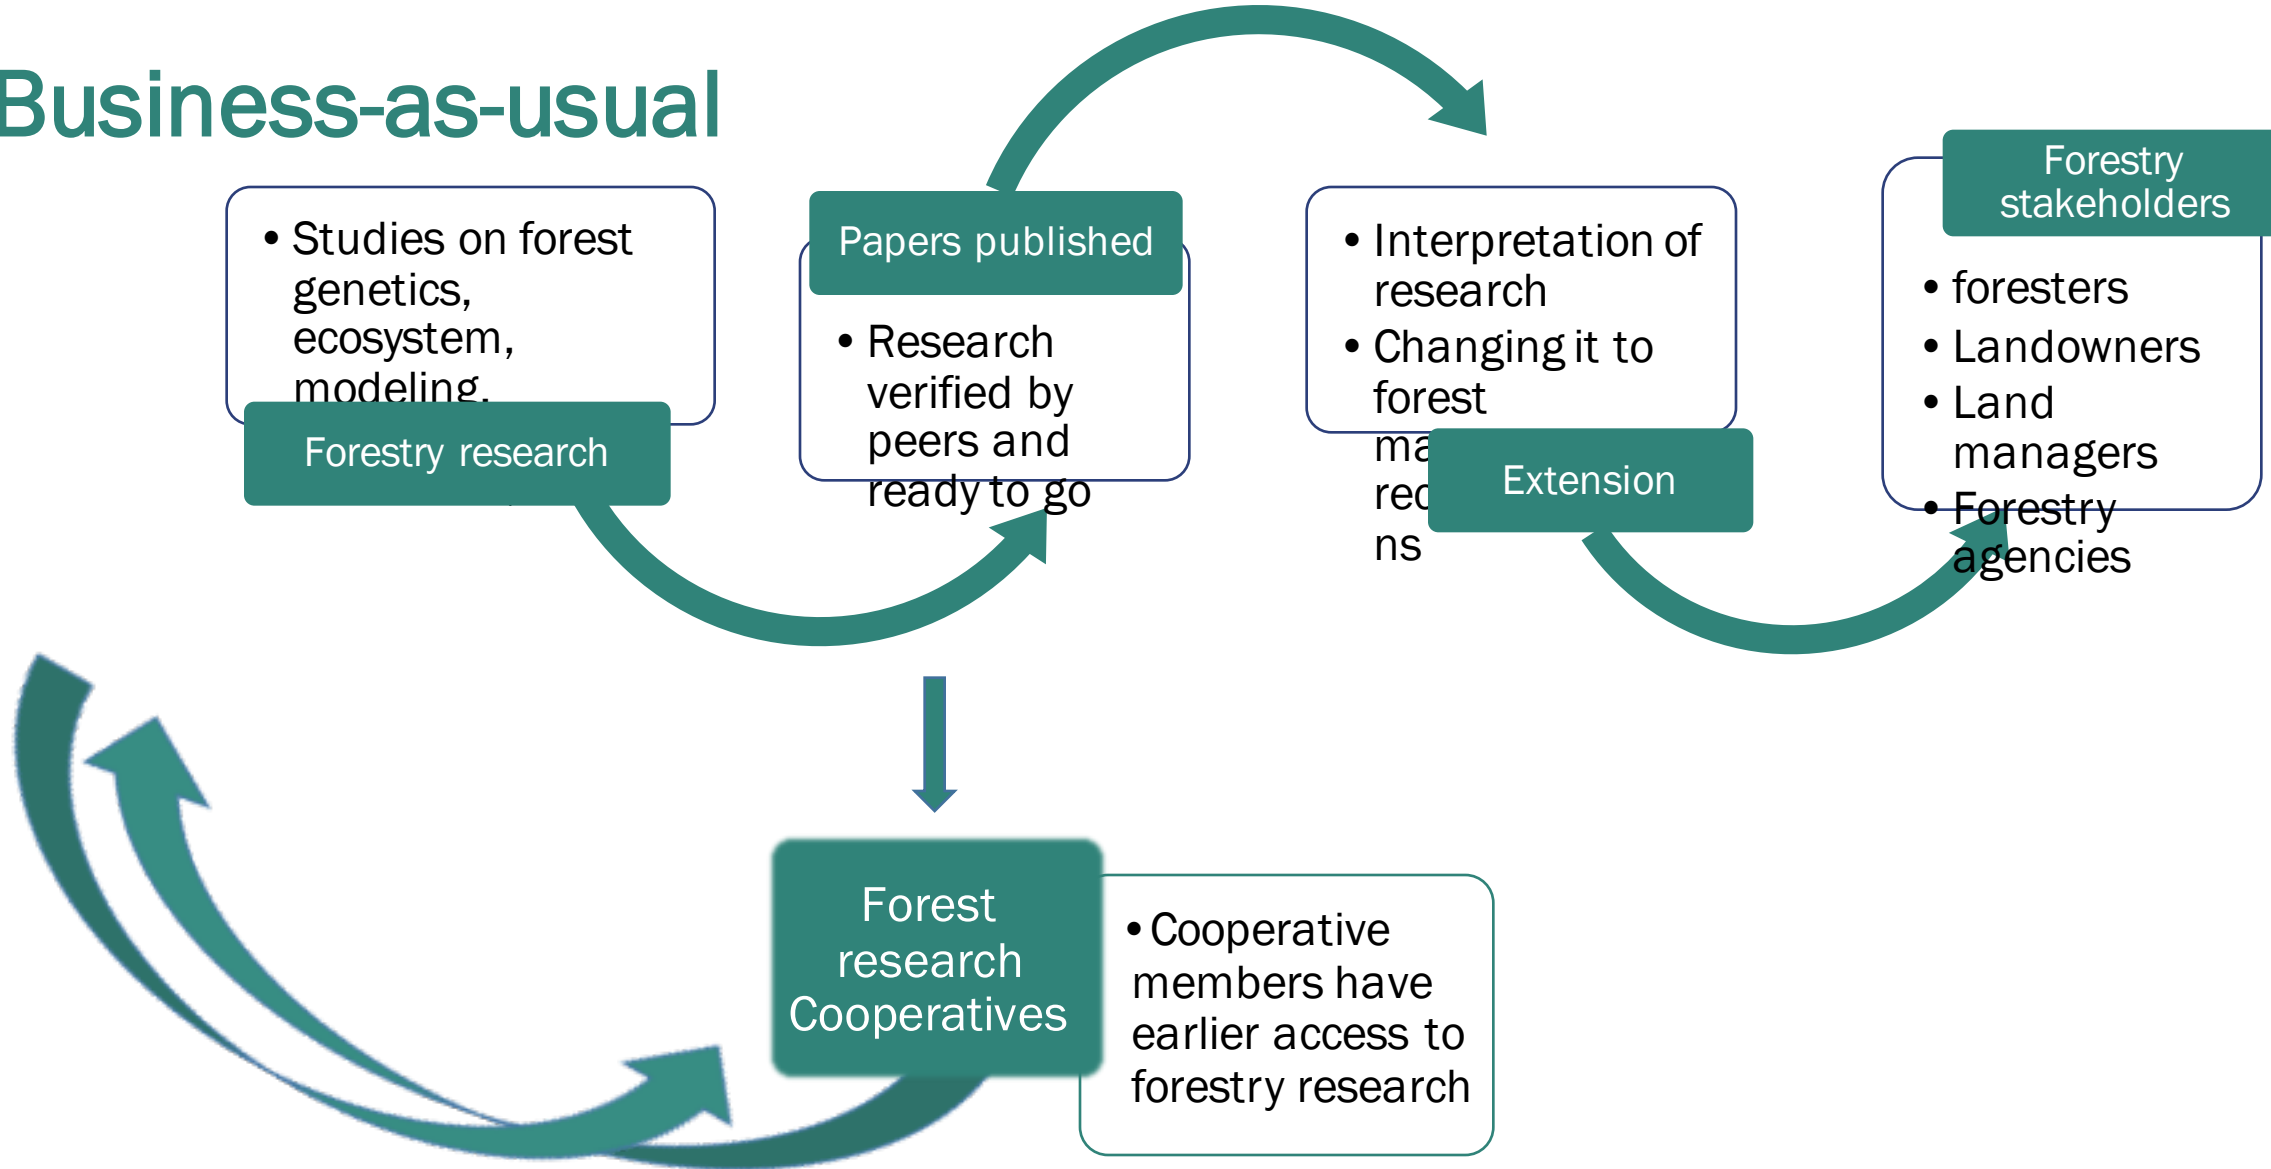 Business-as-usual
• Studies on forest
genetics,
ecosystem,
modeling,
Forestry research
Papers published
• Research
verified by
peers and
ready to go
• Interpretation of
research
• Changing it to
forest
ma
rec
ns
Extension
Forestry
stakeholders
• foresters
• Landowners
• Land
managers
• Forestry
agencies
Forest
research
Cooperatives
• Cooperative
members have
earlier access to
forestry research